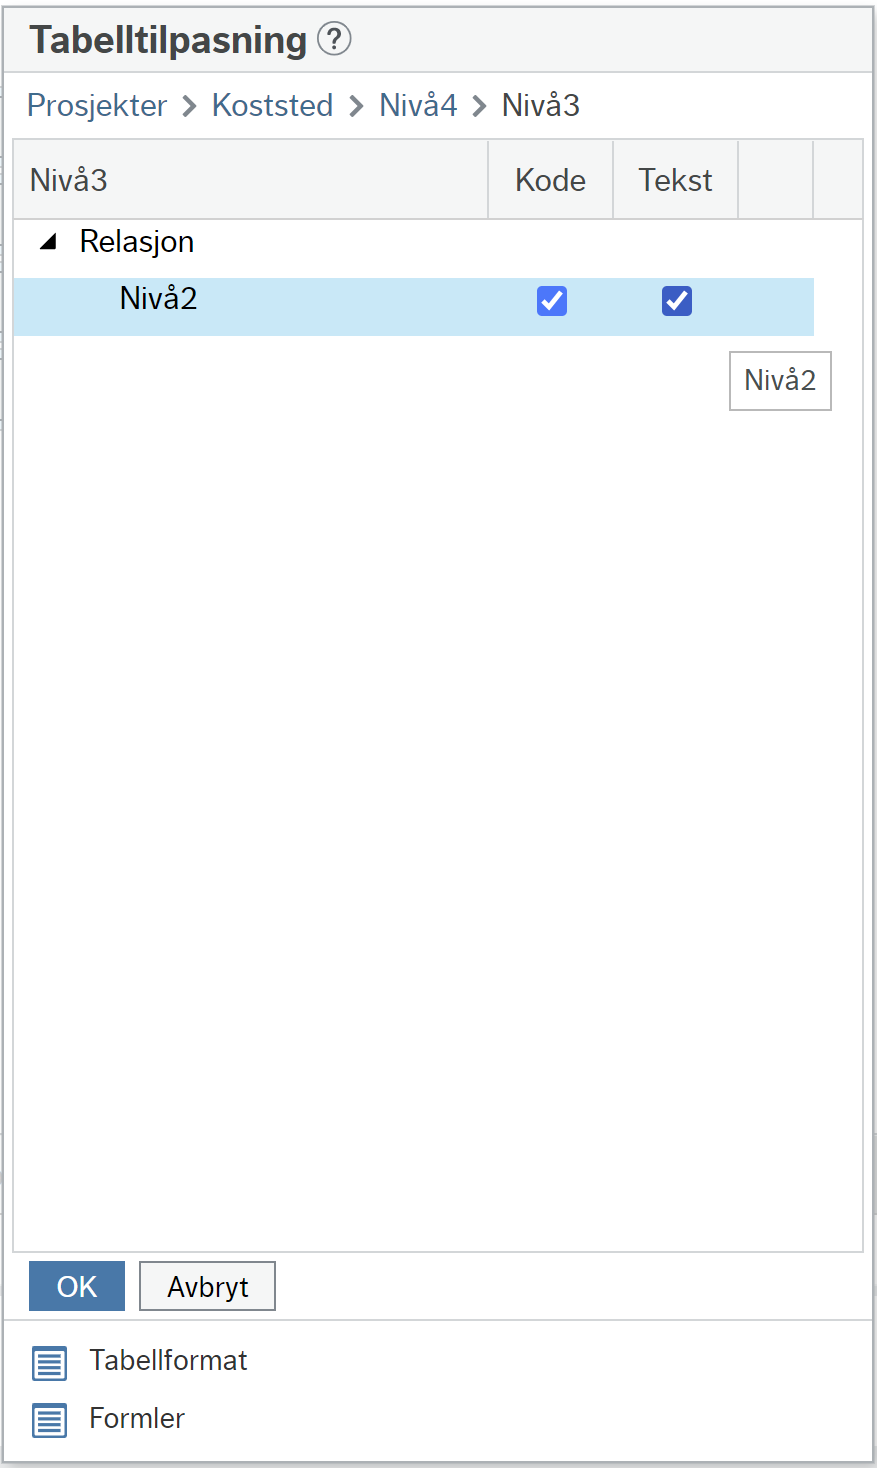 Tabelltilpasning ?
Prosjekter > Koststed > Nivå4 > Nivå3
Nivå3 Kode Tekst
Relasjon
Nivå2
Nivå2
OK Avbryt
Tabellformat
Formler